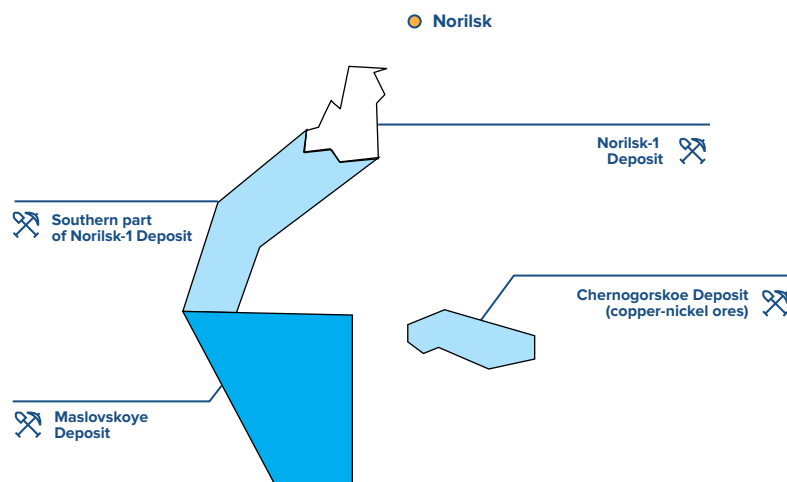 Norilsk
Norilsk-1
Deposit
Southern part
of Norilsk-1 Deposit
Chernogorskoe Deposit
(copper-nickel ores)
Maslovskoye
Deposit